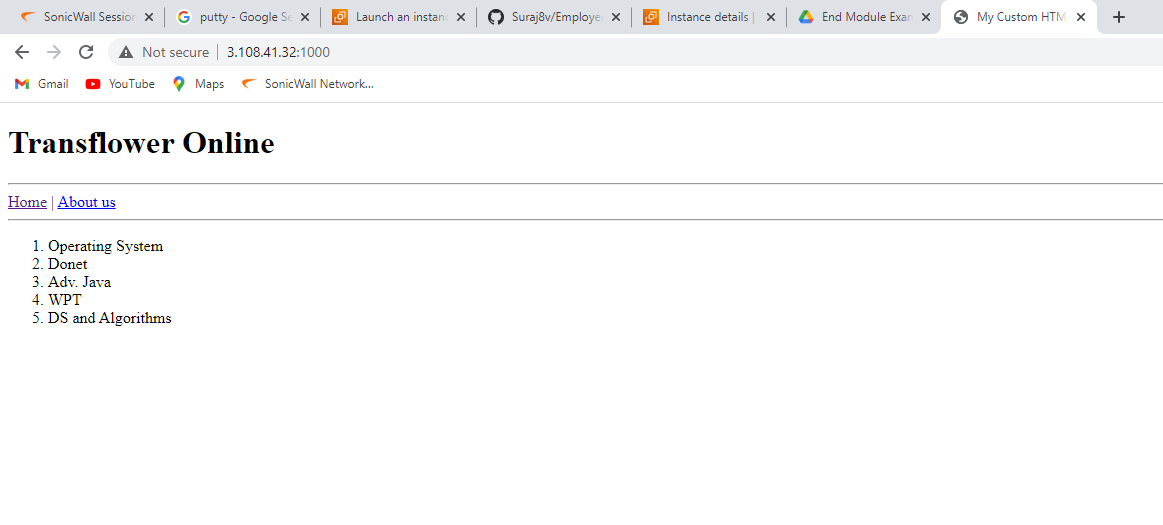 SonicWall Session
putty - Google Se
Launch an instan
Suraj8v/Employe
Instance details |
End Module Exam
My Custom HTM
Not secure | 3.108.41.32:1000
Gmail YouTube Maps SonicWall Network...
Transflower Online
Home | About us
1. Operating System
2. Donet
3. Adv. Java
4. WPT
5. DS and Algorithms